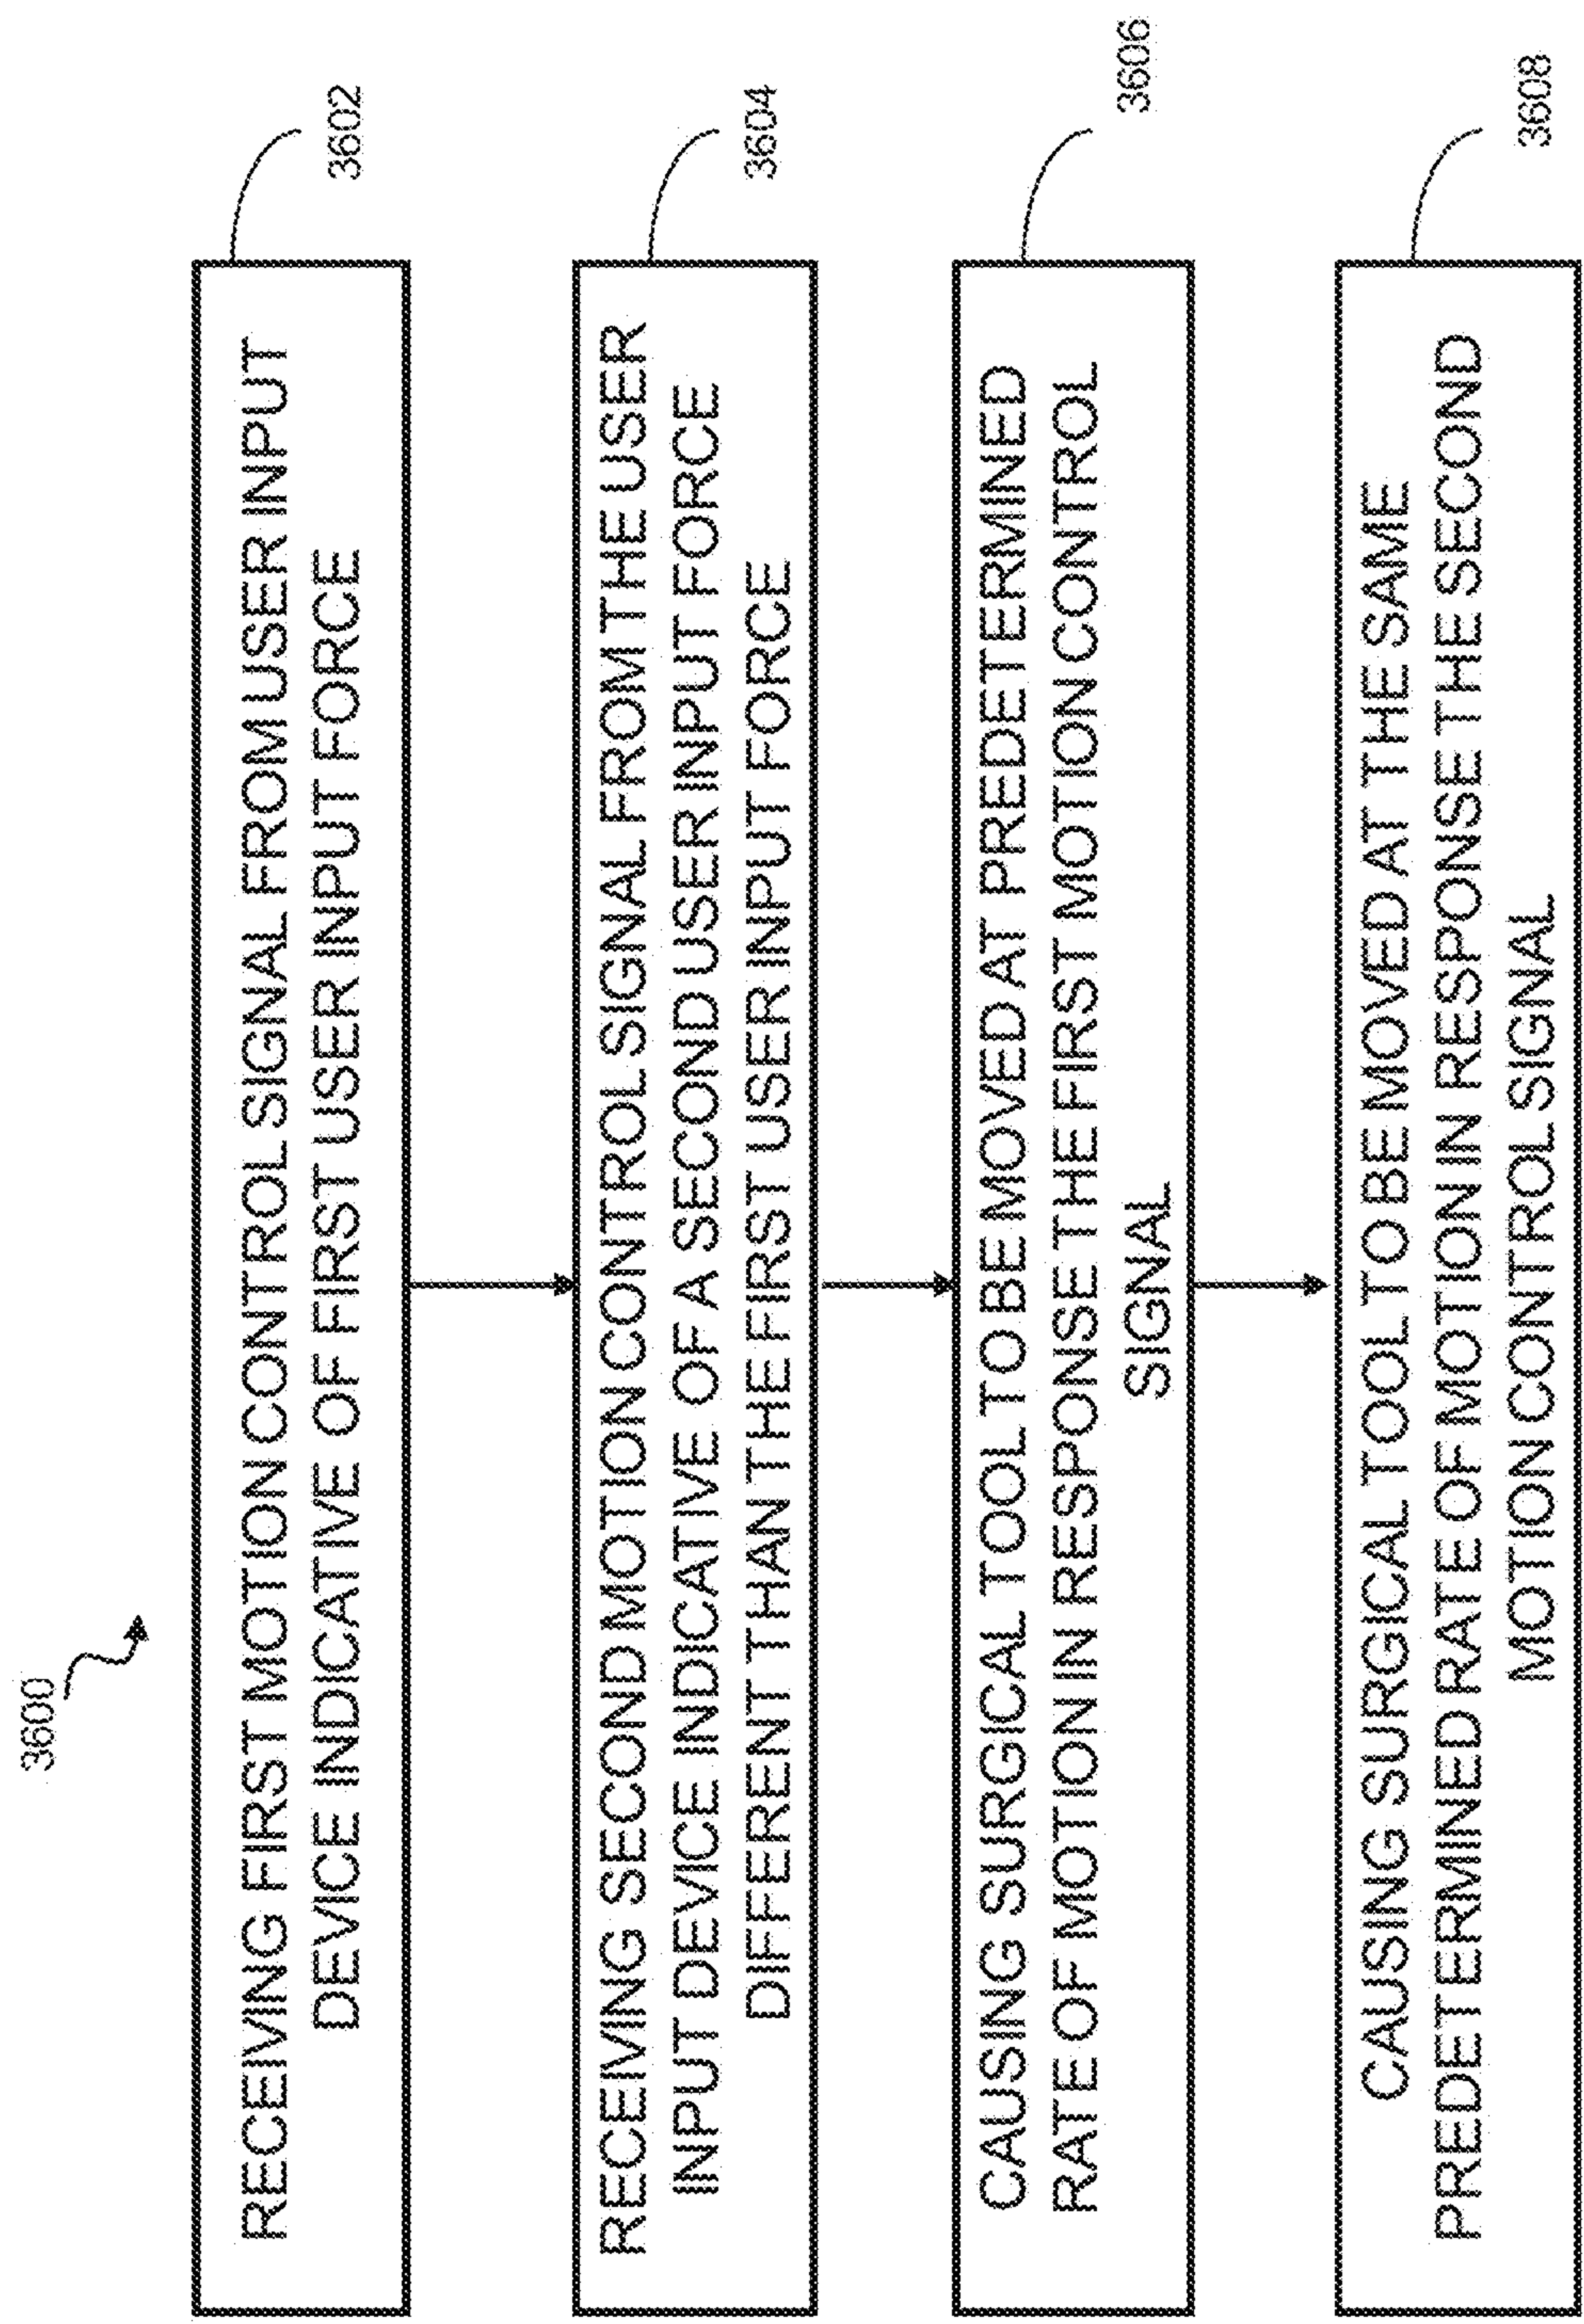 3600
RECEIVING FIRST MOTION CONTROL SIGNAL FROM USER INPUT
DEVICE INDICATIVE OF FIRST USER INPUT FORCE
3602
RECEIVING SECOND MOTION CONTROL SIGNAL FROM THE USER
INPUT DEVICE INDICATIVE OF A SECOND USER INPUT FORCE
DIFFERENT THAN THE FIRST USER INPUT FORCE
3604
CAUSING SURGICAL TOOL TO BE MOVED AT PREDETERMINED
RATE OF MOTION IN RESPONSE THE FIRST MOTION CONTROL
SIGNAL
3606
CAUSING SURGICAL TOOL TO BE MOVED AT THE SAME
PREDETERMINED RATE OF MOTION IN RESPONSE THE SECOND
MOTION CONTROL SIGNAL
3608